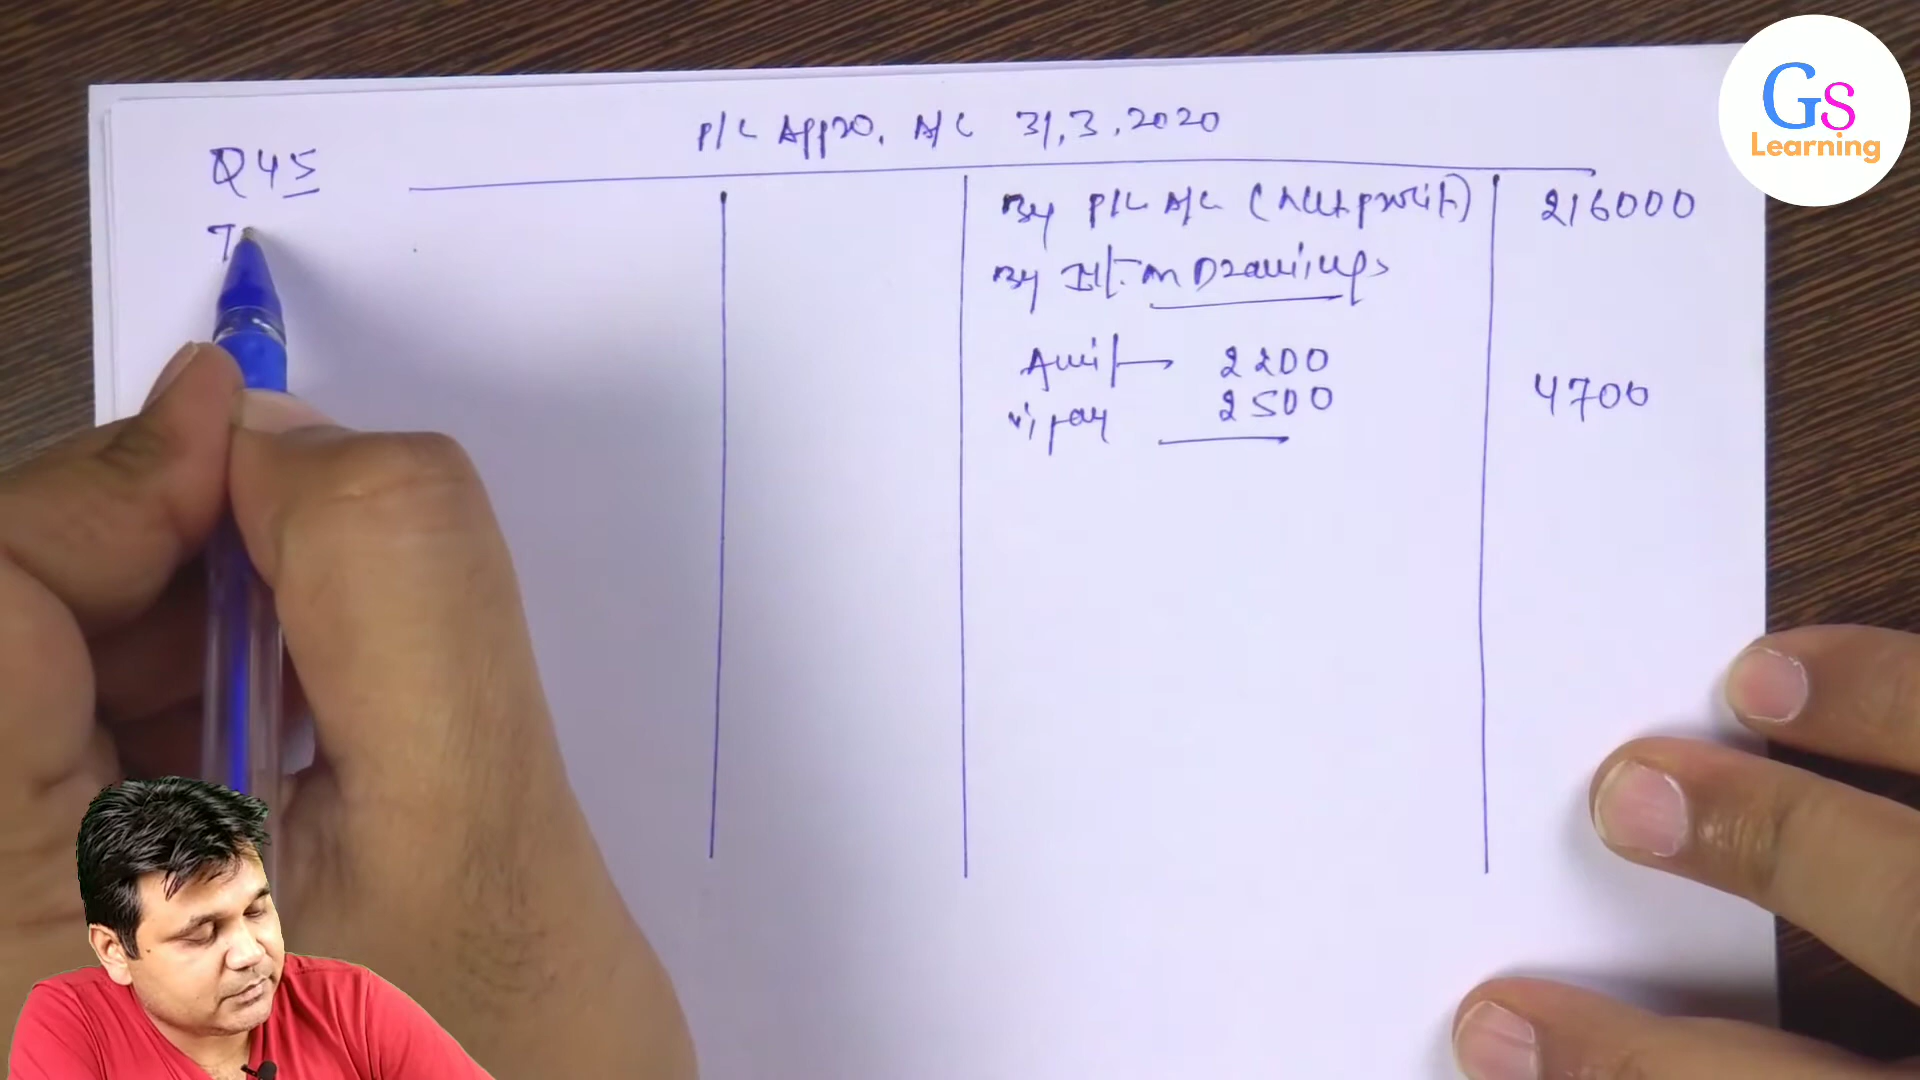 Gs
Learning
P/L Appro. A/C 31.3.2020
Q45
By P/L A/C (Net profit) 216000
By Int. on Drawings
Amit → 2200
Vijay 2500 4700
T